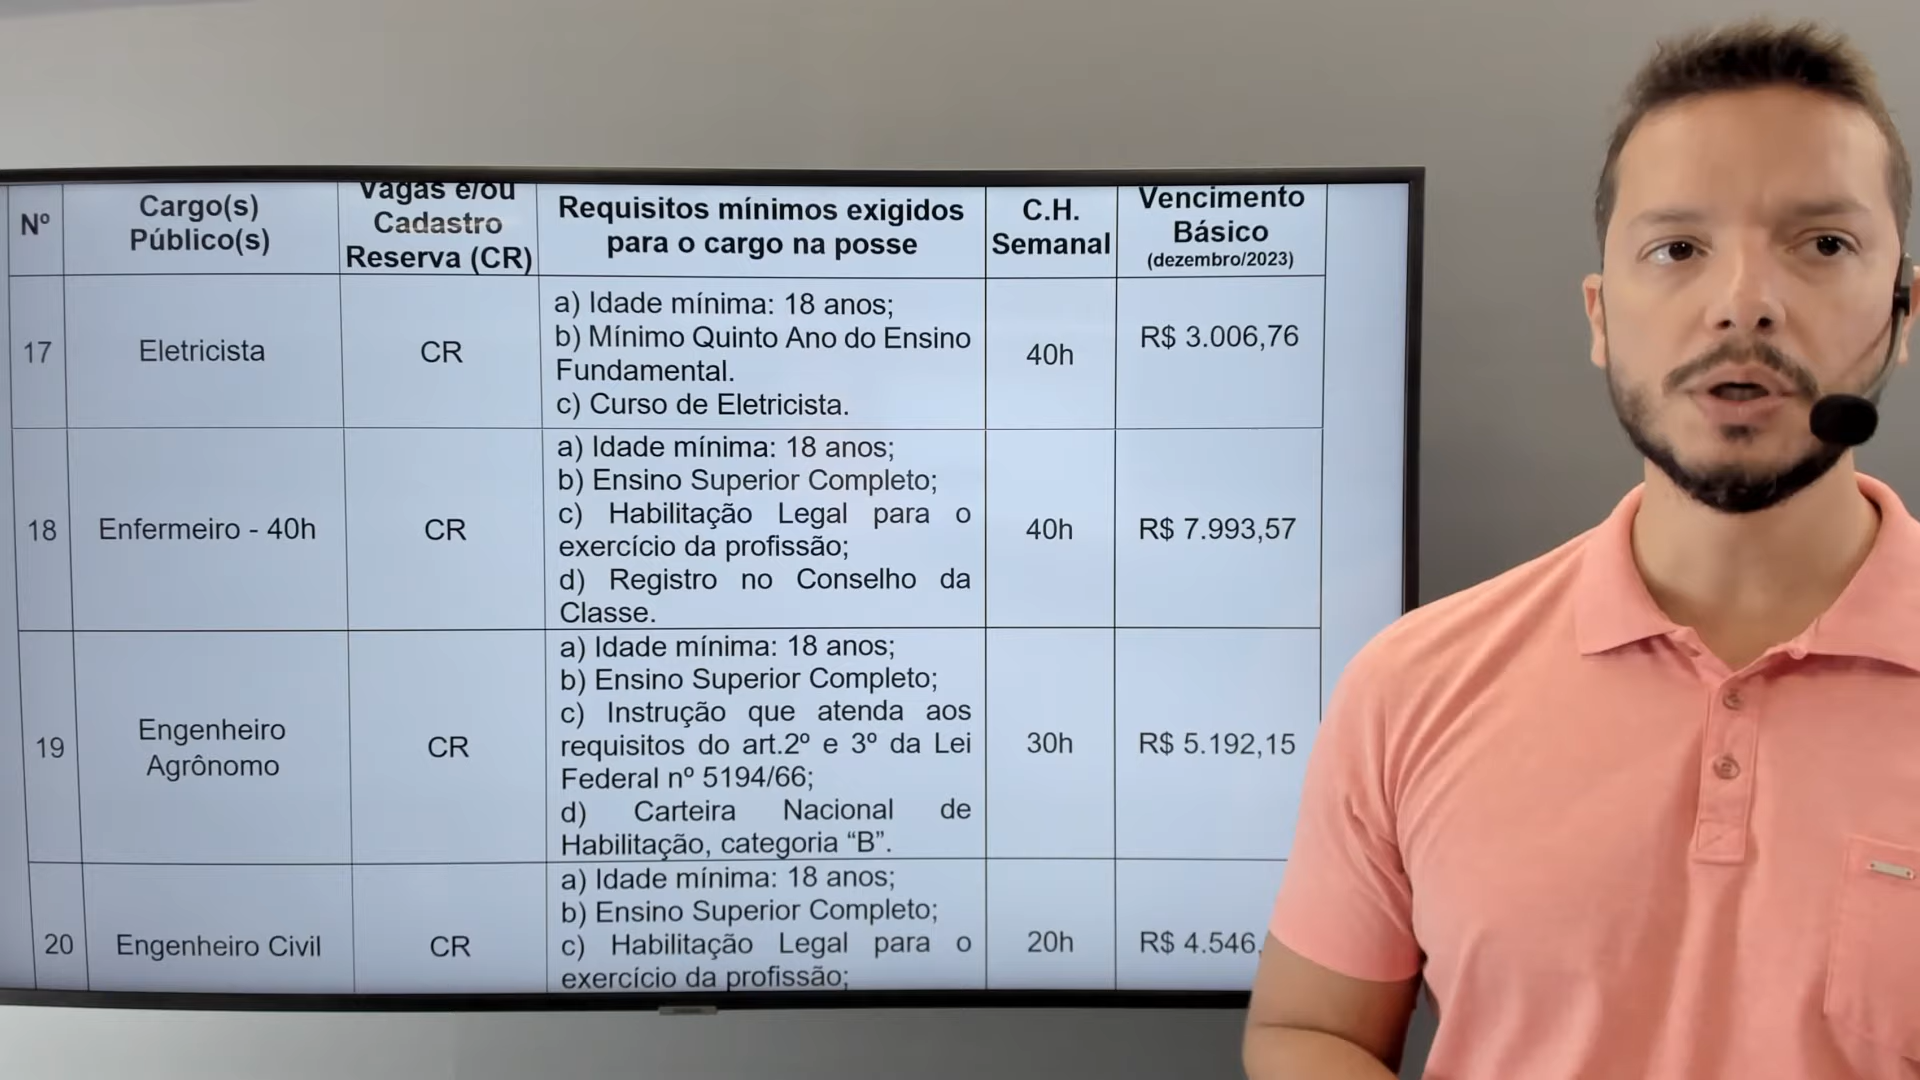 Nº
Cargo(s)
Público(s)
Vagas e/ou
Cadastro
Reserva (CR)
Requisitos mínimos exigidos
para o cargo na posse
C.H.
Semanal
Vencimento
Básico
(dezembro/2023)
17
Eletricista
CR
a) Idade mínima: 18 anos;
b) Mínimo Quinto Ano do Ensino
Fundamental.
c) Curso de Eletricista.
40h
R$ 3.006,76
18
Enfermeiro - 40h
CR
a) Idade mínima: 18 anos;
b) Ensino Superior Completo;
c) Habilitação Legal para o
exercício da profissão;
d) Registro no Conselho da
Classe.
40h
R$ 7.993,57
19
Engenheiro
Agrônomo
CR
a) Idade mínima: 18 anos;
b) Ensino Superior Completo;
c) Instrução que atenda aos
requisitos do art.2º e 3º da Lei
Federal nº 5194/66;
d) Carteira Nacional de
Habilitação, categoria “B”.
30h
R$ 5.192,15
20
Engenheiro Civil
CR
a) Idade mínima: 18 anos;
b) Ensino Superior Completo;
c) Habilitação Legal para o
exercício da profissão;
20h
R$ 4.546,